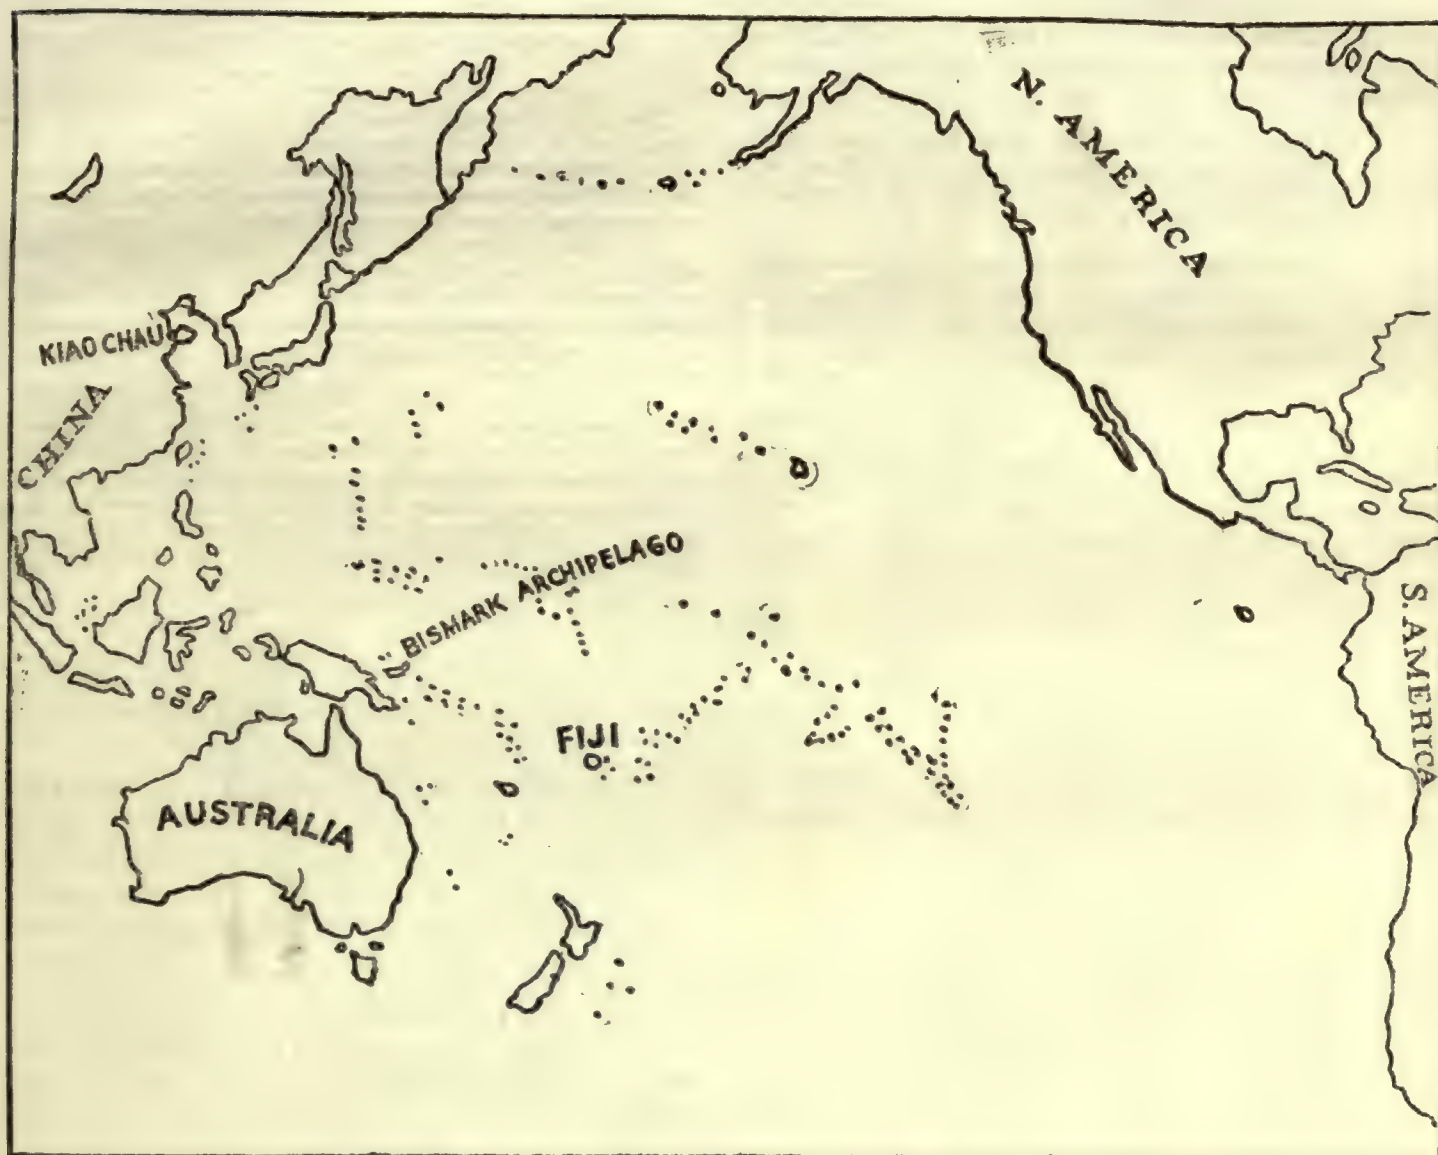 N. AMERICA
KIAO CHAU
CHINA
BISMARK ARCHIPELAGO
S. AMERICA
FIJI
AUSTRALIA